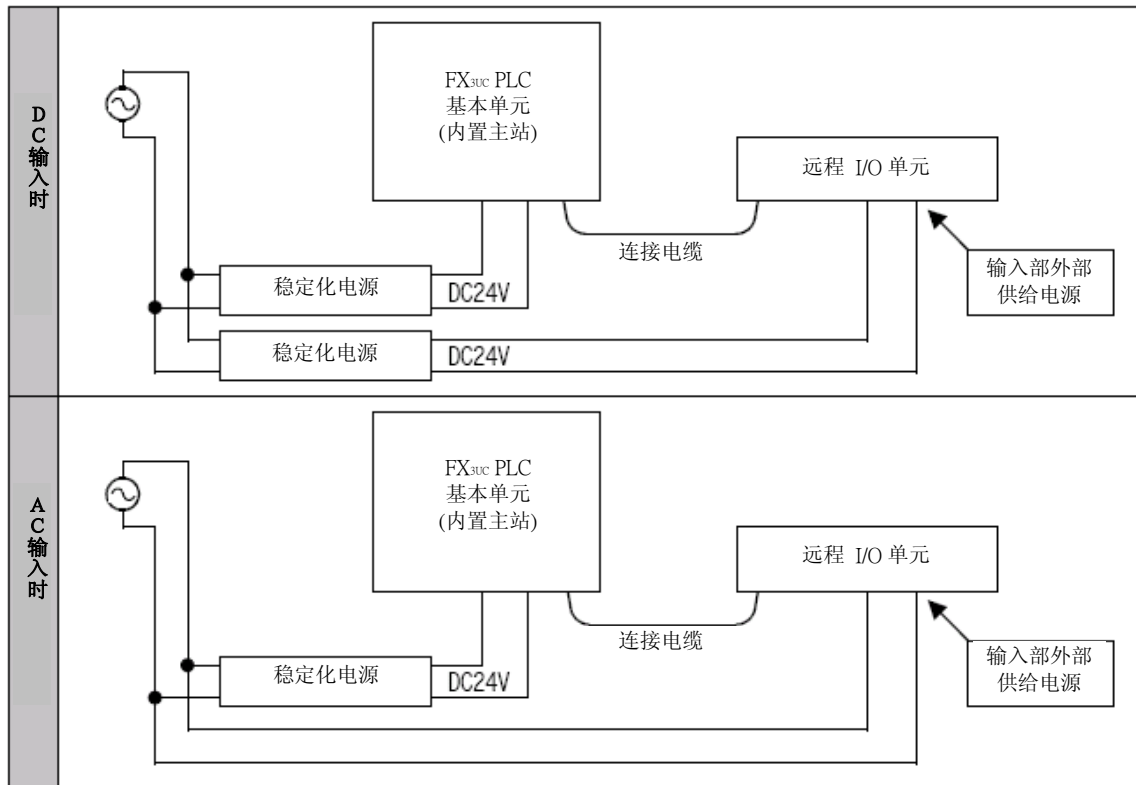 DC输入时
FX3UC PLC
基本单元
(内置主站)
远程 I/O 单元
连接电缆
输入部外部
供给电源
稳定化电源
DC24V
稳定化电源
DC24V
AC输入时
FX3UC PLC
基本单元
(内置主站)
远程 I/O 单元
连接电缆
输入部外部
供给电源
稳定化电源
DC24V